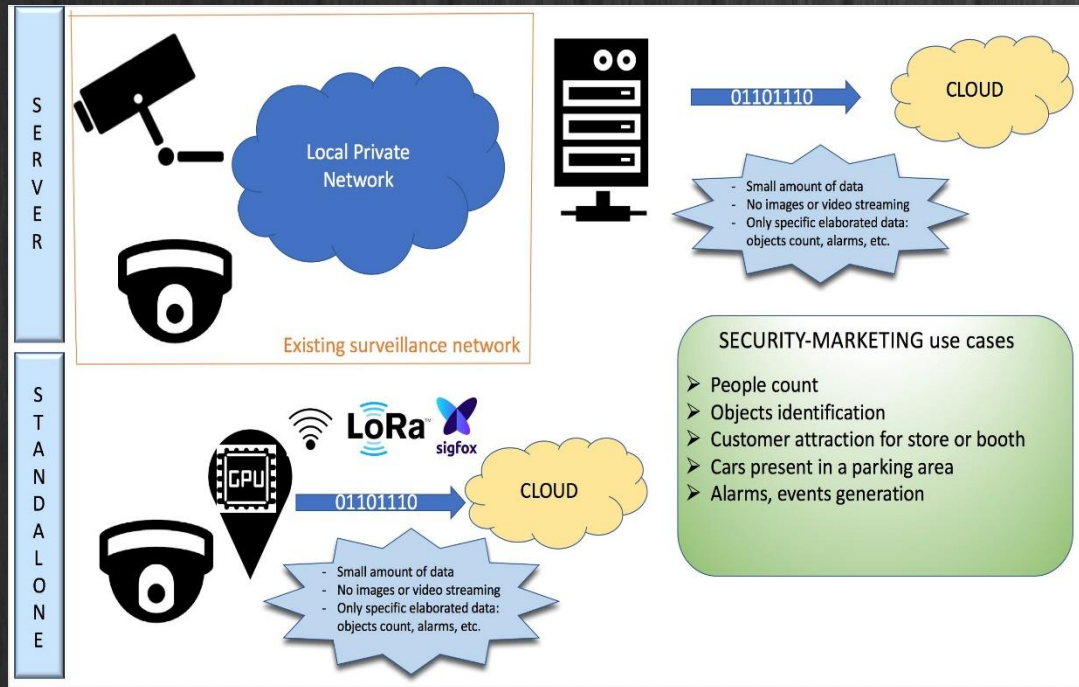 SERVER
Local Private
Network
Existing surveillance network
01101110
CLOUD
- Small amount of data
- No images or video streaming
- Only specific elaborated data:
objects count, alarms, etc.
SECURITY-MARKETING use cases
➢ People count
➢ Objects identification
➢ Customer attraction for store or booth
➢ Cars present in a parking area
➢ Alarms, events generation
STANDALONE
GPU
LoRa™
sigfox
01101110
CLOUD
- Small amount of data
- No images or video streaming
- Only specific elaborated data:
objects count, alarms, etc.